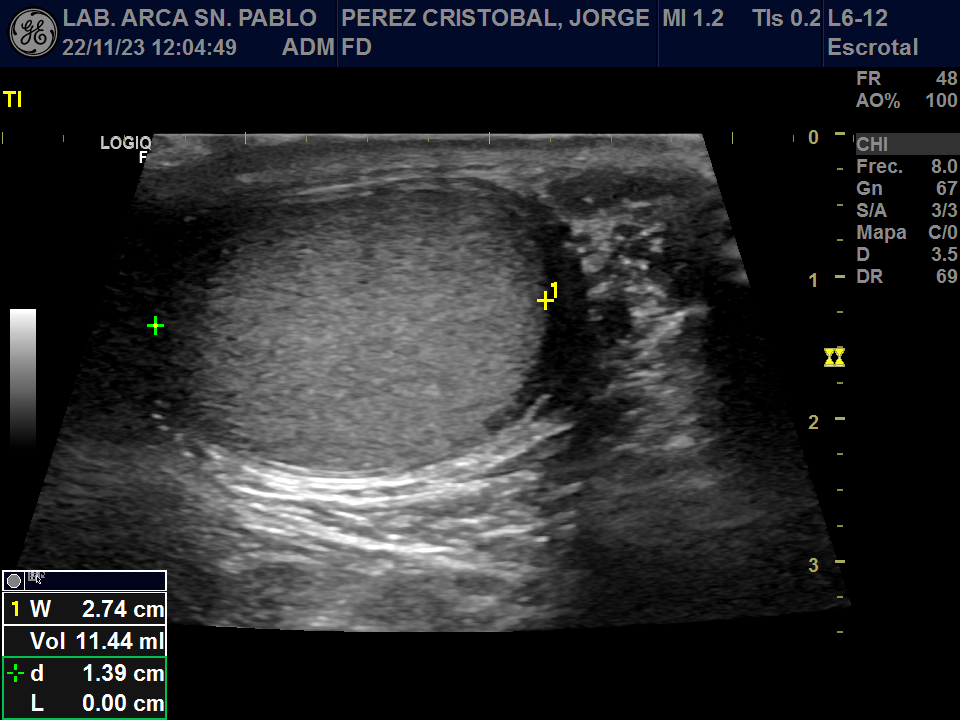 LAB. ARCA SN. PABLO
22/11/23 12:04:49 ADM
PEREZ CRISTOBAL, JORGE
FD
MI 1.2 TIs 0.2
L6-12
Escrotal
TI
LOGIQ
F
FR 48
AO% 100
CHI
Frec. 8.0
Gn 67
S/A 3/3
Mapa C/0
D 3.5
DR 69
0
1
2
3
1
1 W 2.74 cm
Vol 11.44 ml
d 1.39 cm
L 0.00 cm